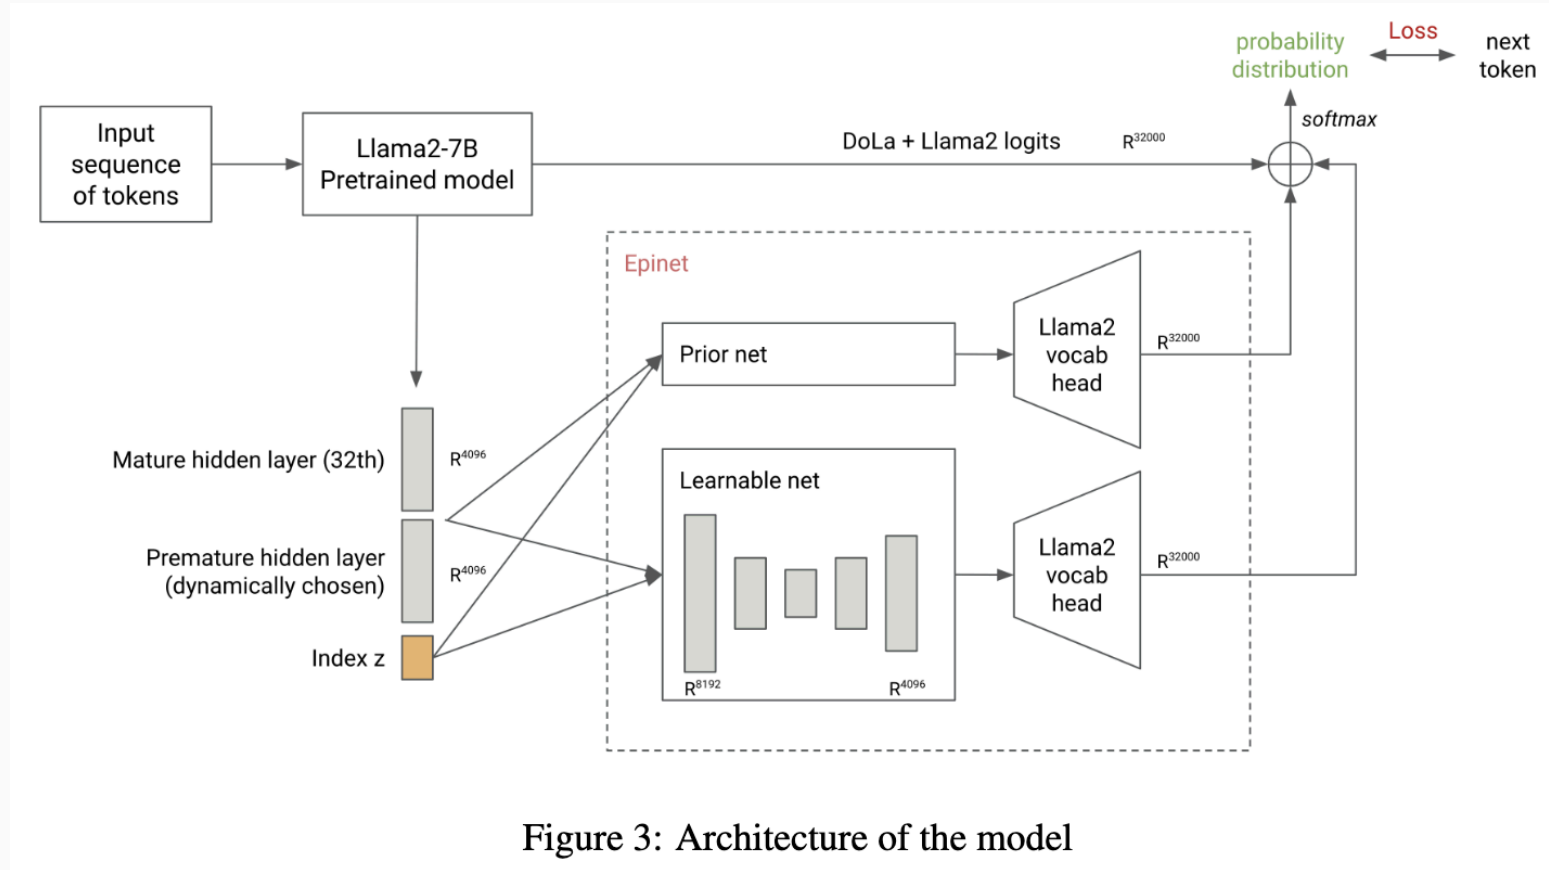 probability
distribution
Loss
next
token
softmax
Input
sequence
of tokens
Llama2-7B
Pretrained model
DoLa + Llama2 logits
R³²⁰⁰⁰
Epinet
Prior net
Llama2
vocab
head
R³²⁰⁰⁰
Mature hidden layer (32th)
R⁴⁰⁹⁶
Premature hidden layer
(dynamically chosen)
R⁴⁰⁹⁶
Index z
Learnable net
R⁸¹⁹²
R⁴⁰⁹⁶
Llama2
vocab
head
R³²⁰⁰⁰
Figure 3: Architecture of the model